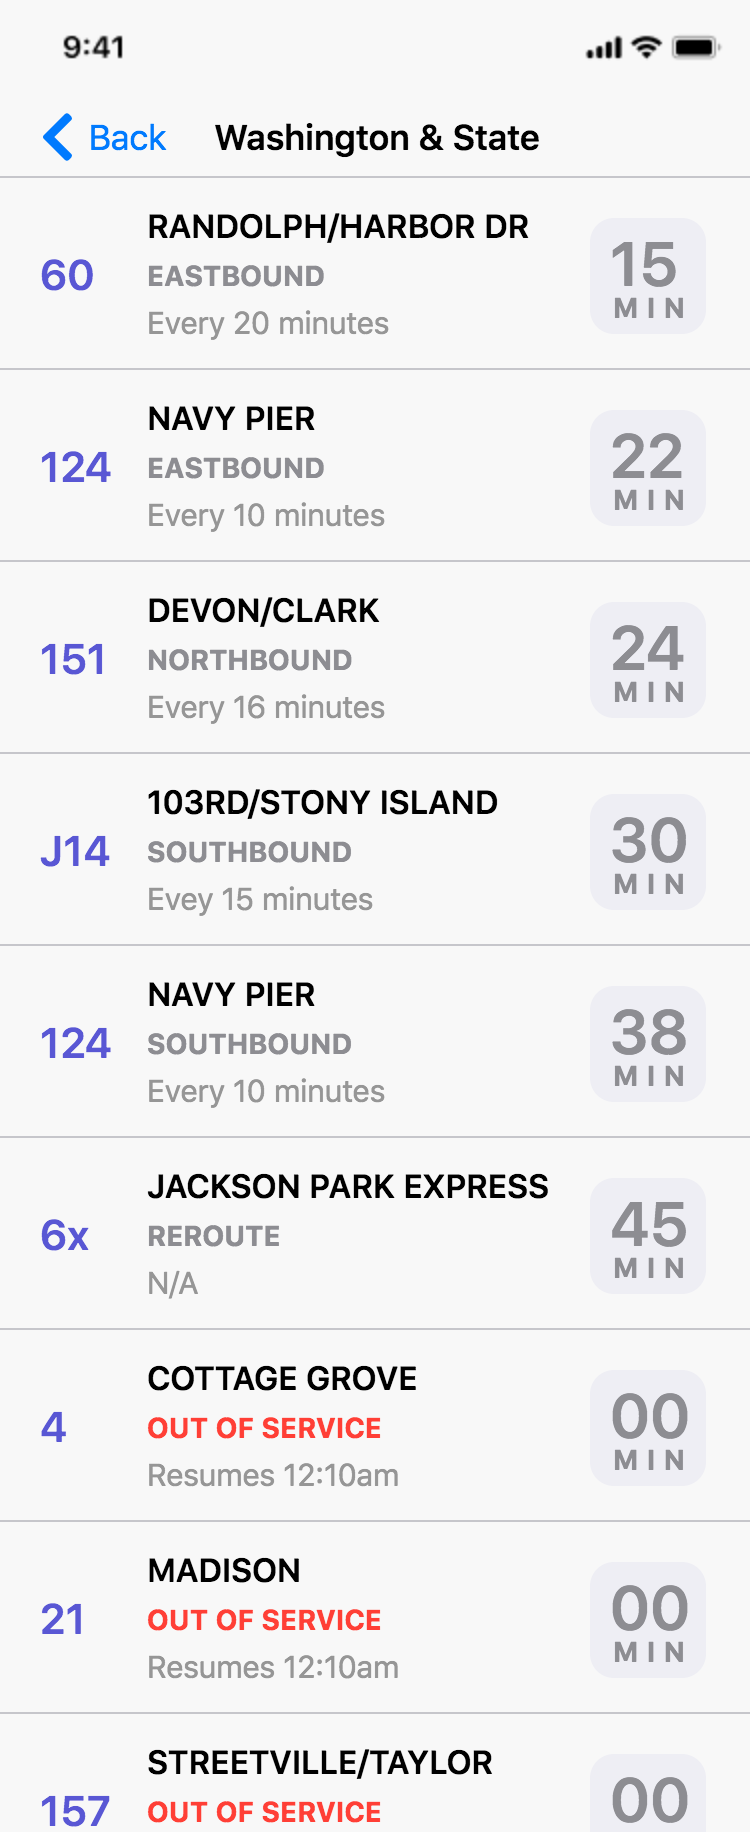 9:41
Back Washington & State
60
RANDOLPH/HARBOR DR
EASTBOUND
Every 20 minutes
15
MIN
124
NAVY PIER
EASTBOUND
Every 10 minutes
22
MIN
151
DEVON/CLARK
NORTHBOUND
Every 16 minutes
24
MIN
J14
103RD/STONY ISLAND
SOUTHBOUND
Evey 15 minutes
30
MIN
124
NAVY PIER
SOUTHBOUND
Every 10 minutes
38
MIN
6x
JACKSON PARK EXPRESS
REROUTE
N/A
45
MIN
4
COTTAGE GROVE
OUT OF SERVICE
Resumes 12:10am
00
MIN
21
MADISON
OUT OF SERVICE
Resumes 12:10am
00
MIN
157
STREETVILLE/TAYLOR
OUT OF SERVICE
00